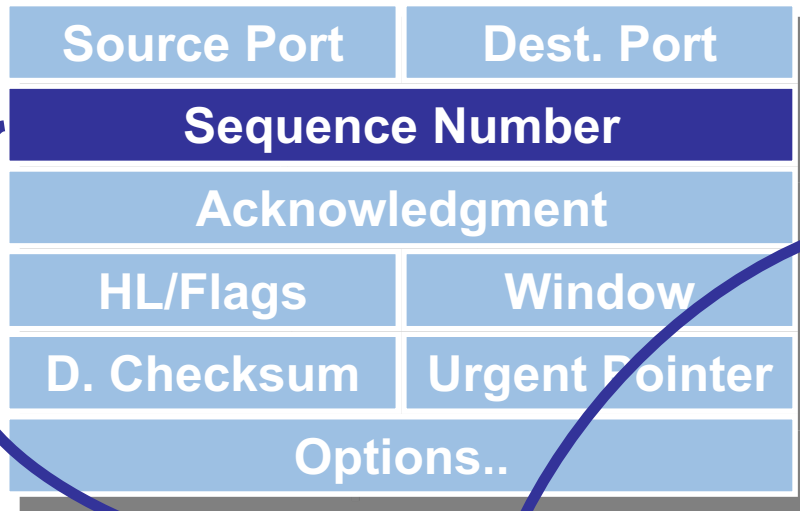 Source Port Dest. Port
Sequence Number
Acknowledgment
HL/Flags Window
D. Checksum Urgent Pointer
Options..